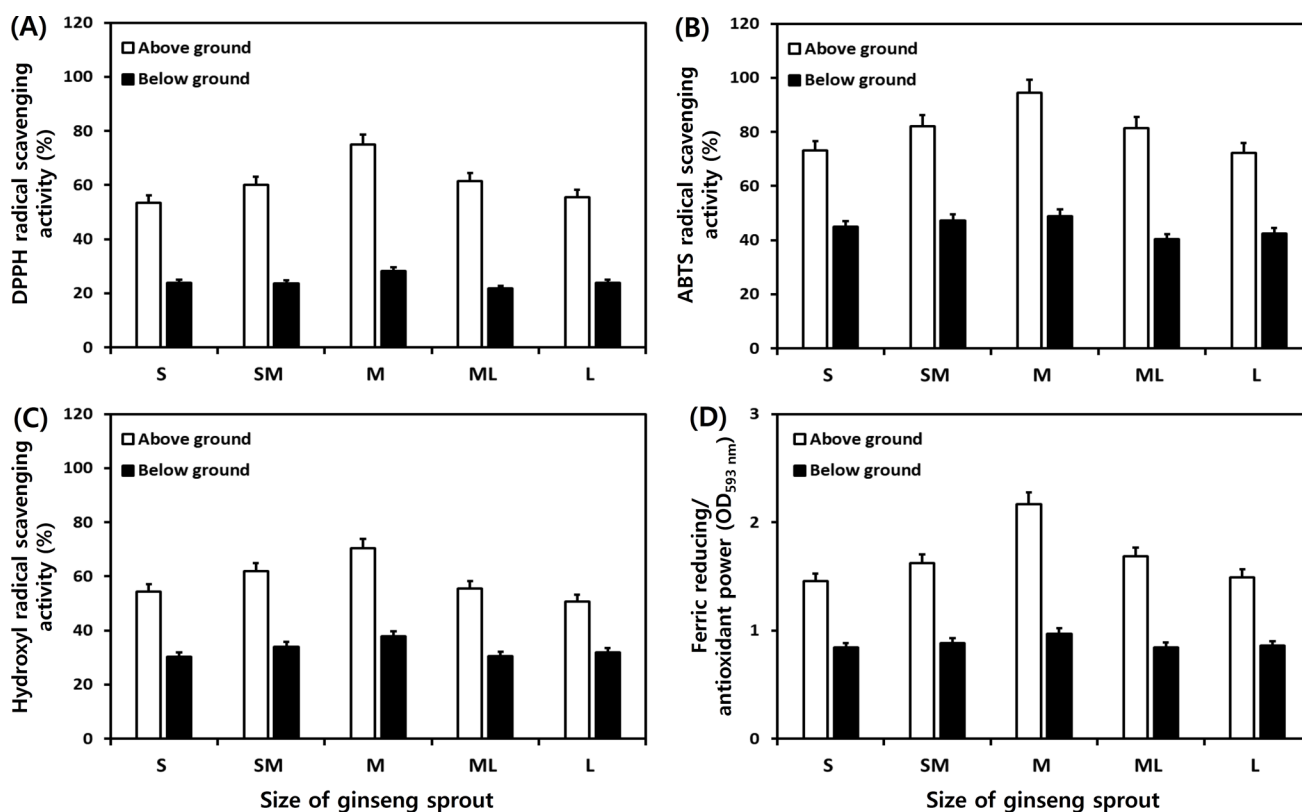 (A)
DPPH radical scavenging
activity (%)
120
100
80
60
40
20
0
Above ground
Below ground
S SM M ML L
(B)
ABTS radical scavenging
activity (%)
120
100
80
60
40
20
0
Above ground
Below ground
S SM M ML L
(C)
Hydroxyl radical scavenging
activity (%)
120
100
80
60
40
20
0
Above ground
Below ground
S SM M ML L
Size of ginseng sprout
(D)
Ferric reducing/
antioxidant power (OD593 nm)
3
2
1
0
Above ground
Below ground
S SM M ML L
Size of ginseng sprout